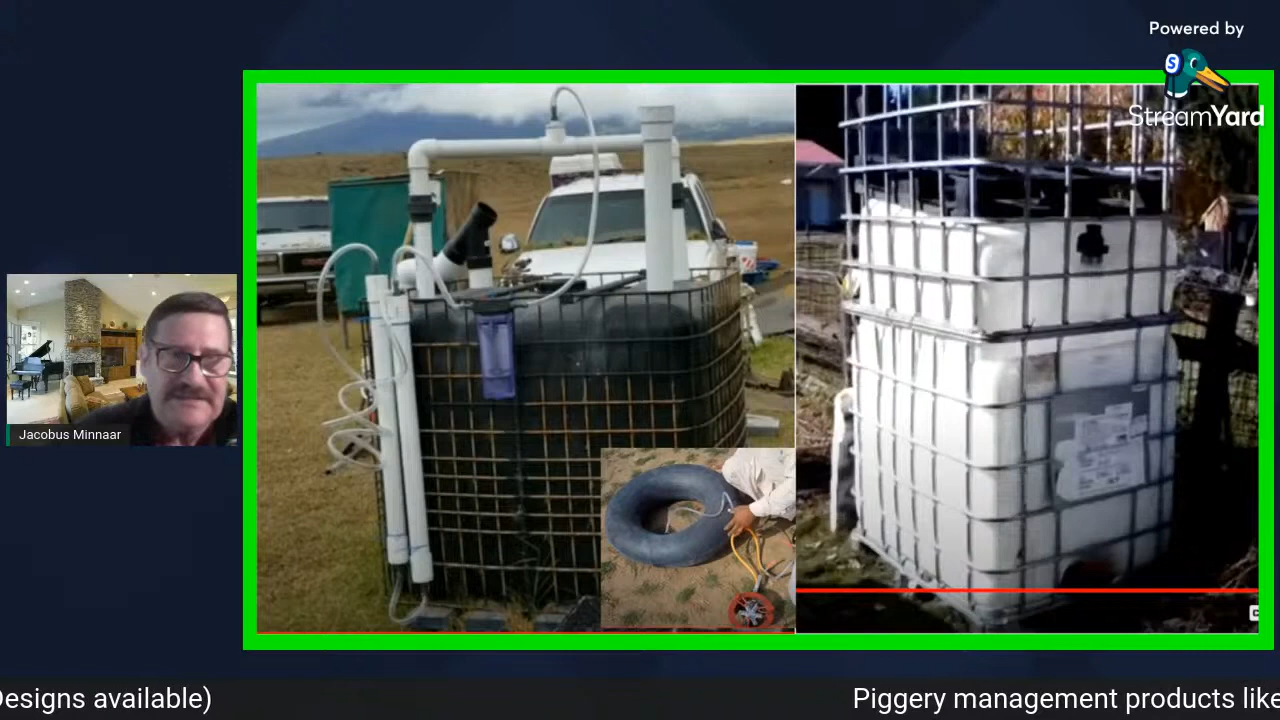 Powered by
S
StreamYard
Jacobus Minnaar
Designs available)
Piggery management products like